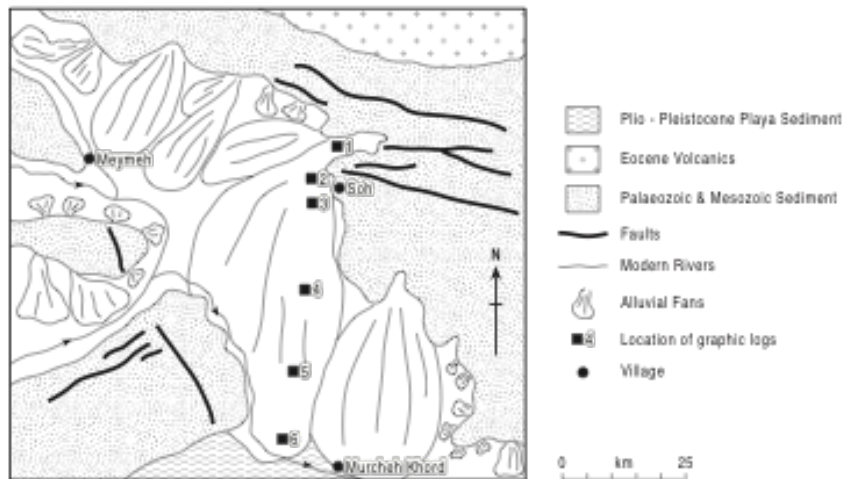 1
Meymeh
2
Soh
3
N
4
5
6
Murcheh Khord
Plio - Pleistocene Playa Sediment
Eocene Volcanics
Palaeozoic & Mesozoic Sediment
Faults
Modern Rivers
Alluvial Fans
4 Location of graphic logs
Village
0 km 25